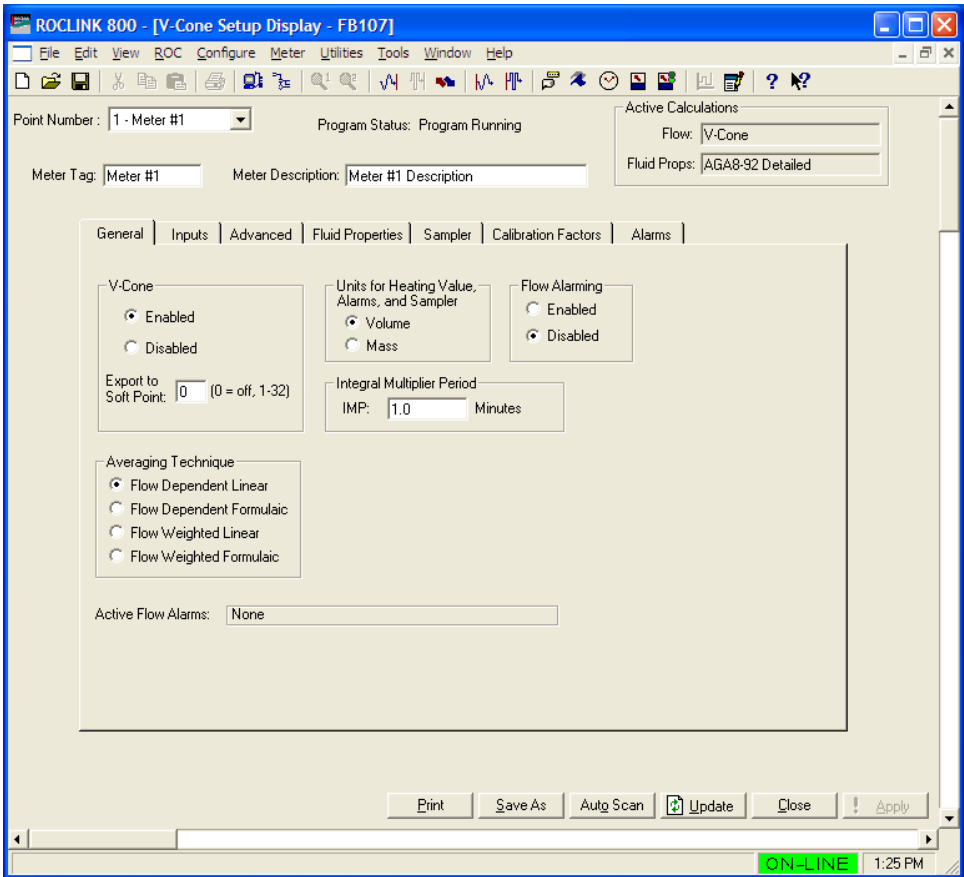 ROCLINK 800 - [V-Cone Setup Display - FB107]
File Edit View ROC Configure Meter Utilities Tools Window Help
Point Number : 1 - Meter #1 Program Status: Program Running
Active Calculations
Flow: V-Cone
Fluid Props: AGA8-92 Detailed
Meter Tag: Meter #1 Meter Description: Meter #1 Description
General Inputs Advanced Fluid Properties Sampler Calibration Factors Alarms
V-Cone
Enabled
Disabled
Export to
Soft Point: 0 (0 = off, 1-32)
Units for Heating Value,
Alarms, and Sampler
Volume
Mass
Flow Alarming
Enabled
Disabled
Integral Multiplier Period
IMP: 1.0 Minutes
Averaging Technique
Flow Dependent Linear
Flow Dependent Formulaic
Flow Weighted Linear
Flow Weighted Formulaic
Active Flow Alarms: None
Print Save As Auto Scan Update Close ! Apply
ON-LINE 1:25 PM